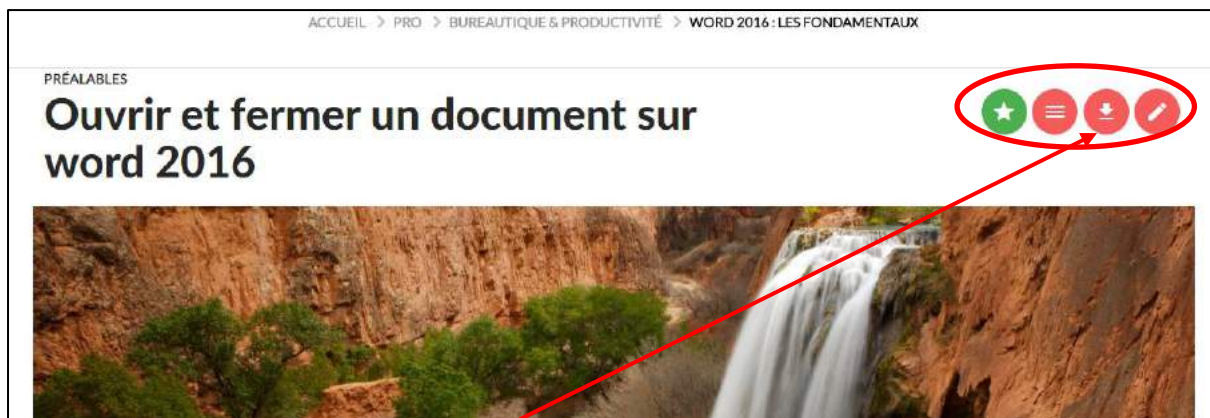 ACCUEIL > PRO > BUREAUTIQUE & PRODUCTIVITÉ > WORD 2016 : LES FONDAMENTAUX
PRÉALABLES
Ouvrir et fermer un document sur
word 2016